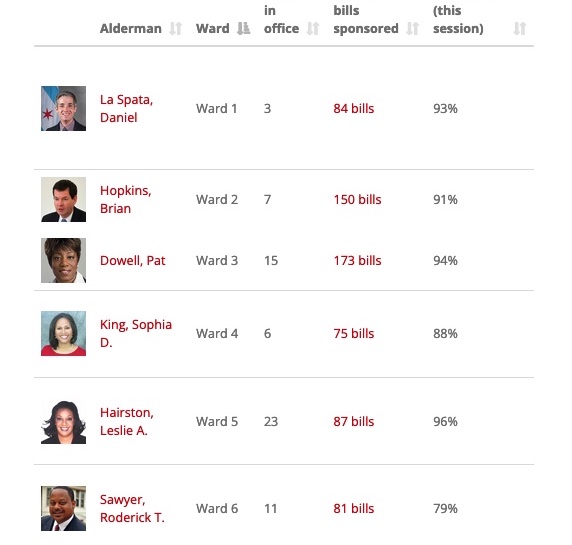 in bills (this
Alderman Ward office sponsored session)
La Spata,
Daniel Ward 1 3 84 bills 93%
Hopkins,
Brian Ward 2 7 150 bills 91%
Dowell, Pat Ward 3 15 173 bills 94%
King, Sophia
D. Ward 4 6 75 bills 88%
Hairston,
Leslie A. Ward 5 23 87 bills 96%
Sawyer,
Roderick T. Ward 6 11 81 bills 79%